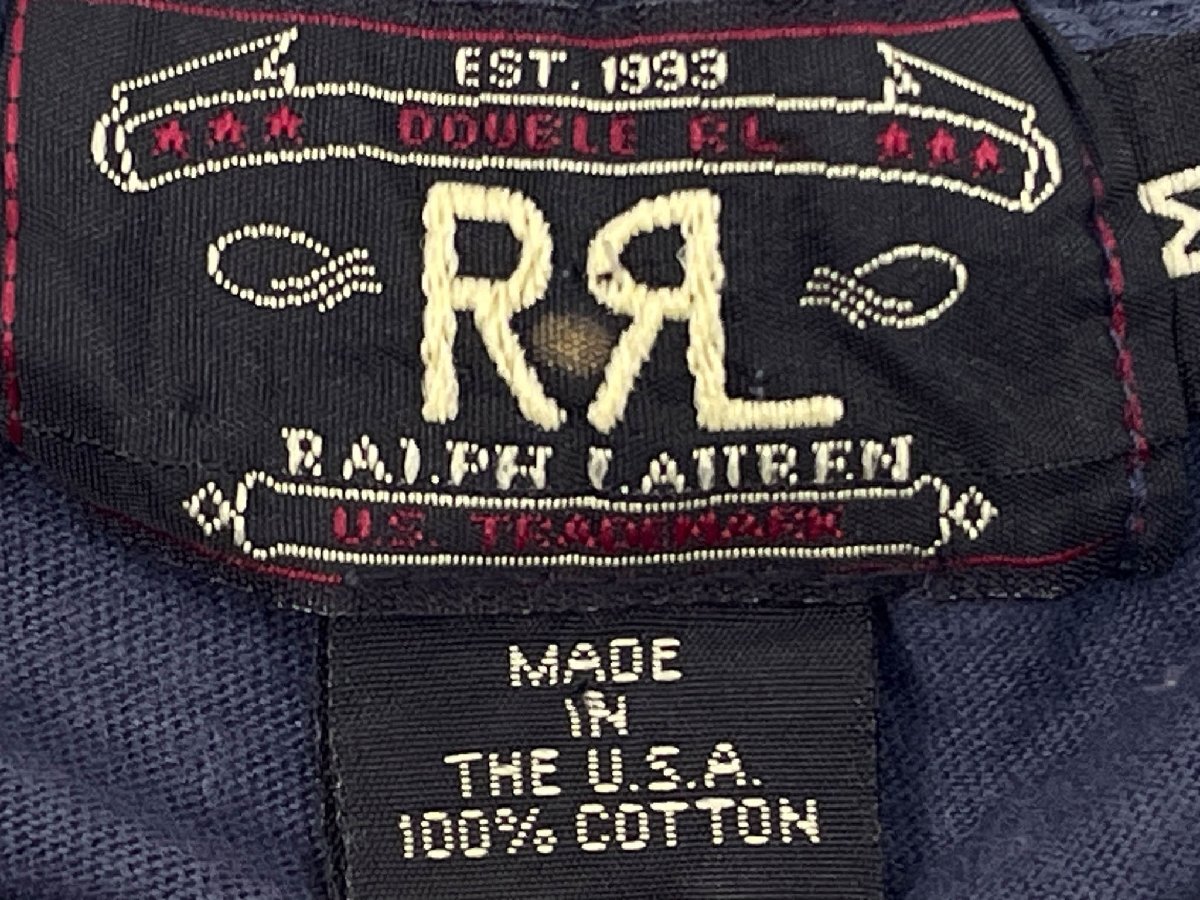 EST. 1993
DOUBLE RL
RRL
RALPH LAUREN
U.S. TRADEMARK
M
MADE
IN
THE U.S.A.
100% COTTON